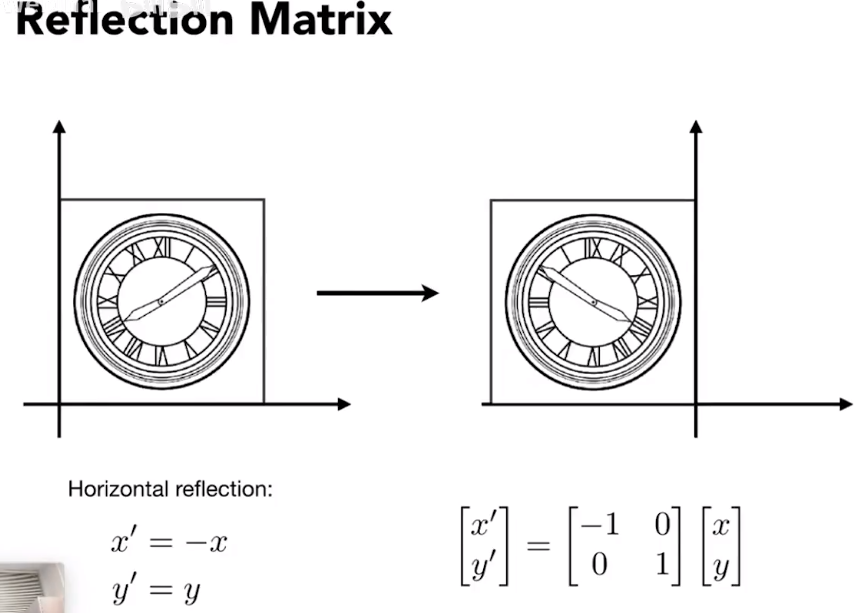 Reflection Matrix
Horizontal reflection:
x′ = −x
y′ = y
[x′ y′] = [−1 0 0 1] [x y]